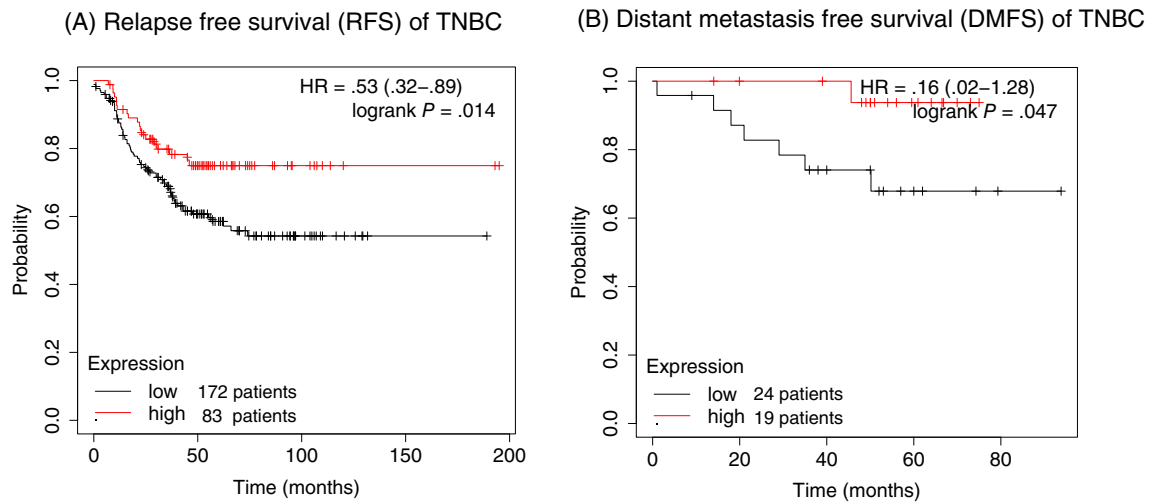 (A) Relapse free survival (RFS) of TNBC
HR = .53 (.32–.89)
logrank P = .014
Probability
1.0
0.8
0.6
0.4
0.2
0.0
Expression
low 172 patients
high 83 patients
0 50 100 150 200
Time (months)
(B) Distant metastasis free survival (DMFS) of TNBC
HR = .16 (.02–1.28)
logrank P = .047
Probability
1.0
0.8
0.6
0.4
0.2
0.0
Expression
low 24 patients
high 19 patients
0 20 40 60 80
Time (months)